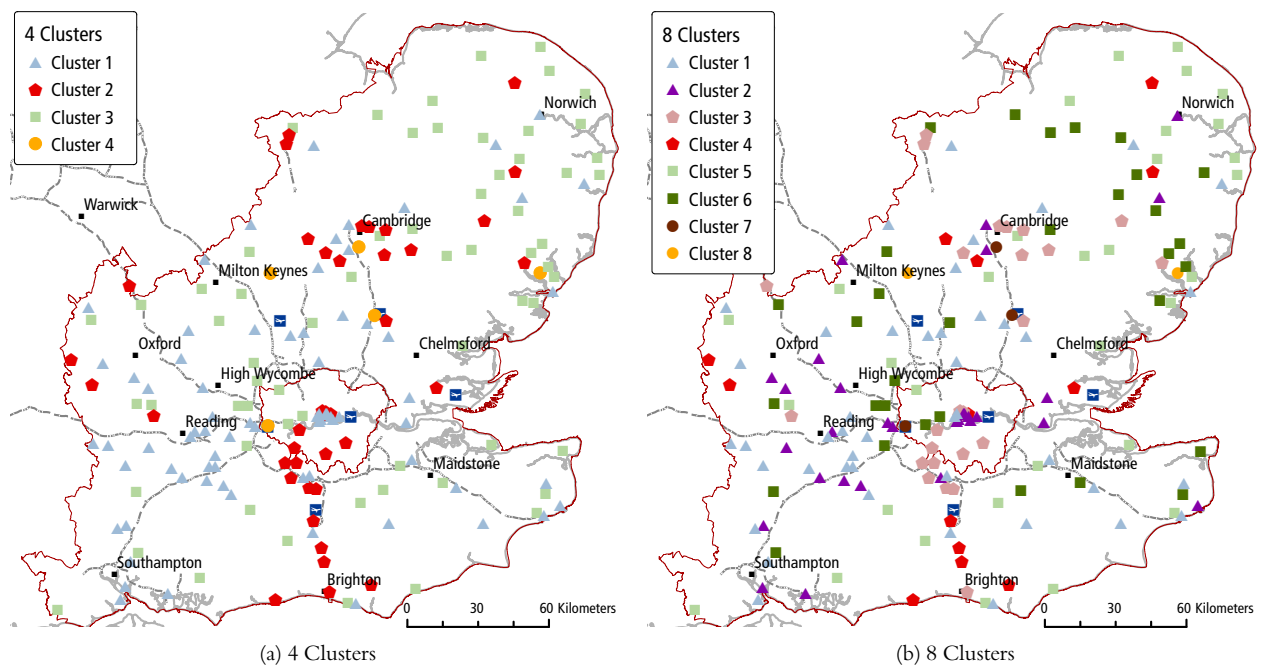 4 Clusters
Cluster 1
Cluster 2
Cluster 3
Cluster 4
Norwich
Warwick
Cambridge
Milton Keynes
Oxford
Chelmsford
High Wycombe
Reading
Maidstone
Southampton
Brighton
0 30 60 Kilometers
(a) 4 Clusters
8 Clusters
Cluster 1
Cluster 2
Cluster 3
Cluster 4
Cluster 5
Cluster 6
Cluster 7
Cluster 8
Norwich
Cambridge
Milton Keynes
Oxford
Chelmsford
High Wycombe
Reading
Maidstone
Southampton
Brighton
0 30 60 Kilometers
(b) 8 Clusters